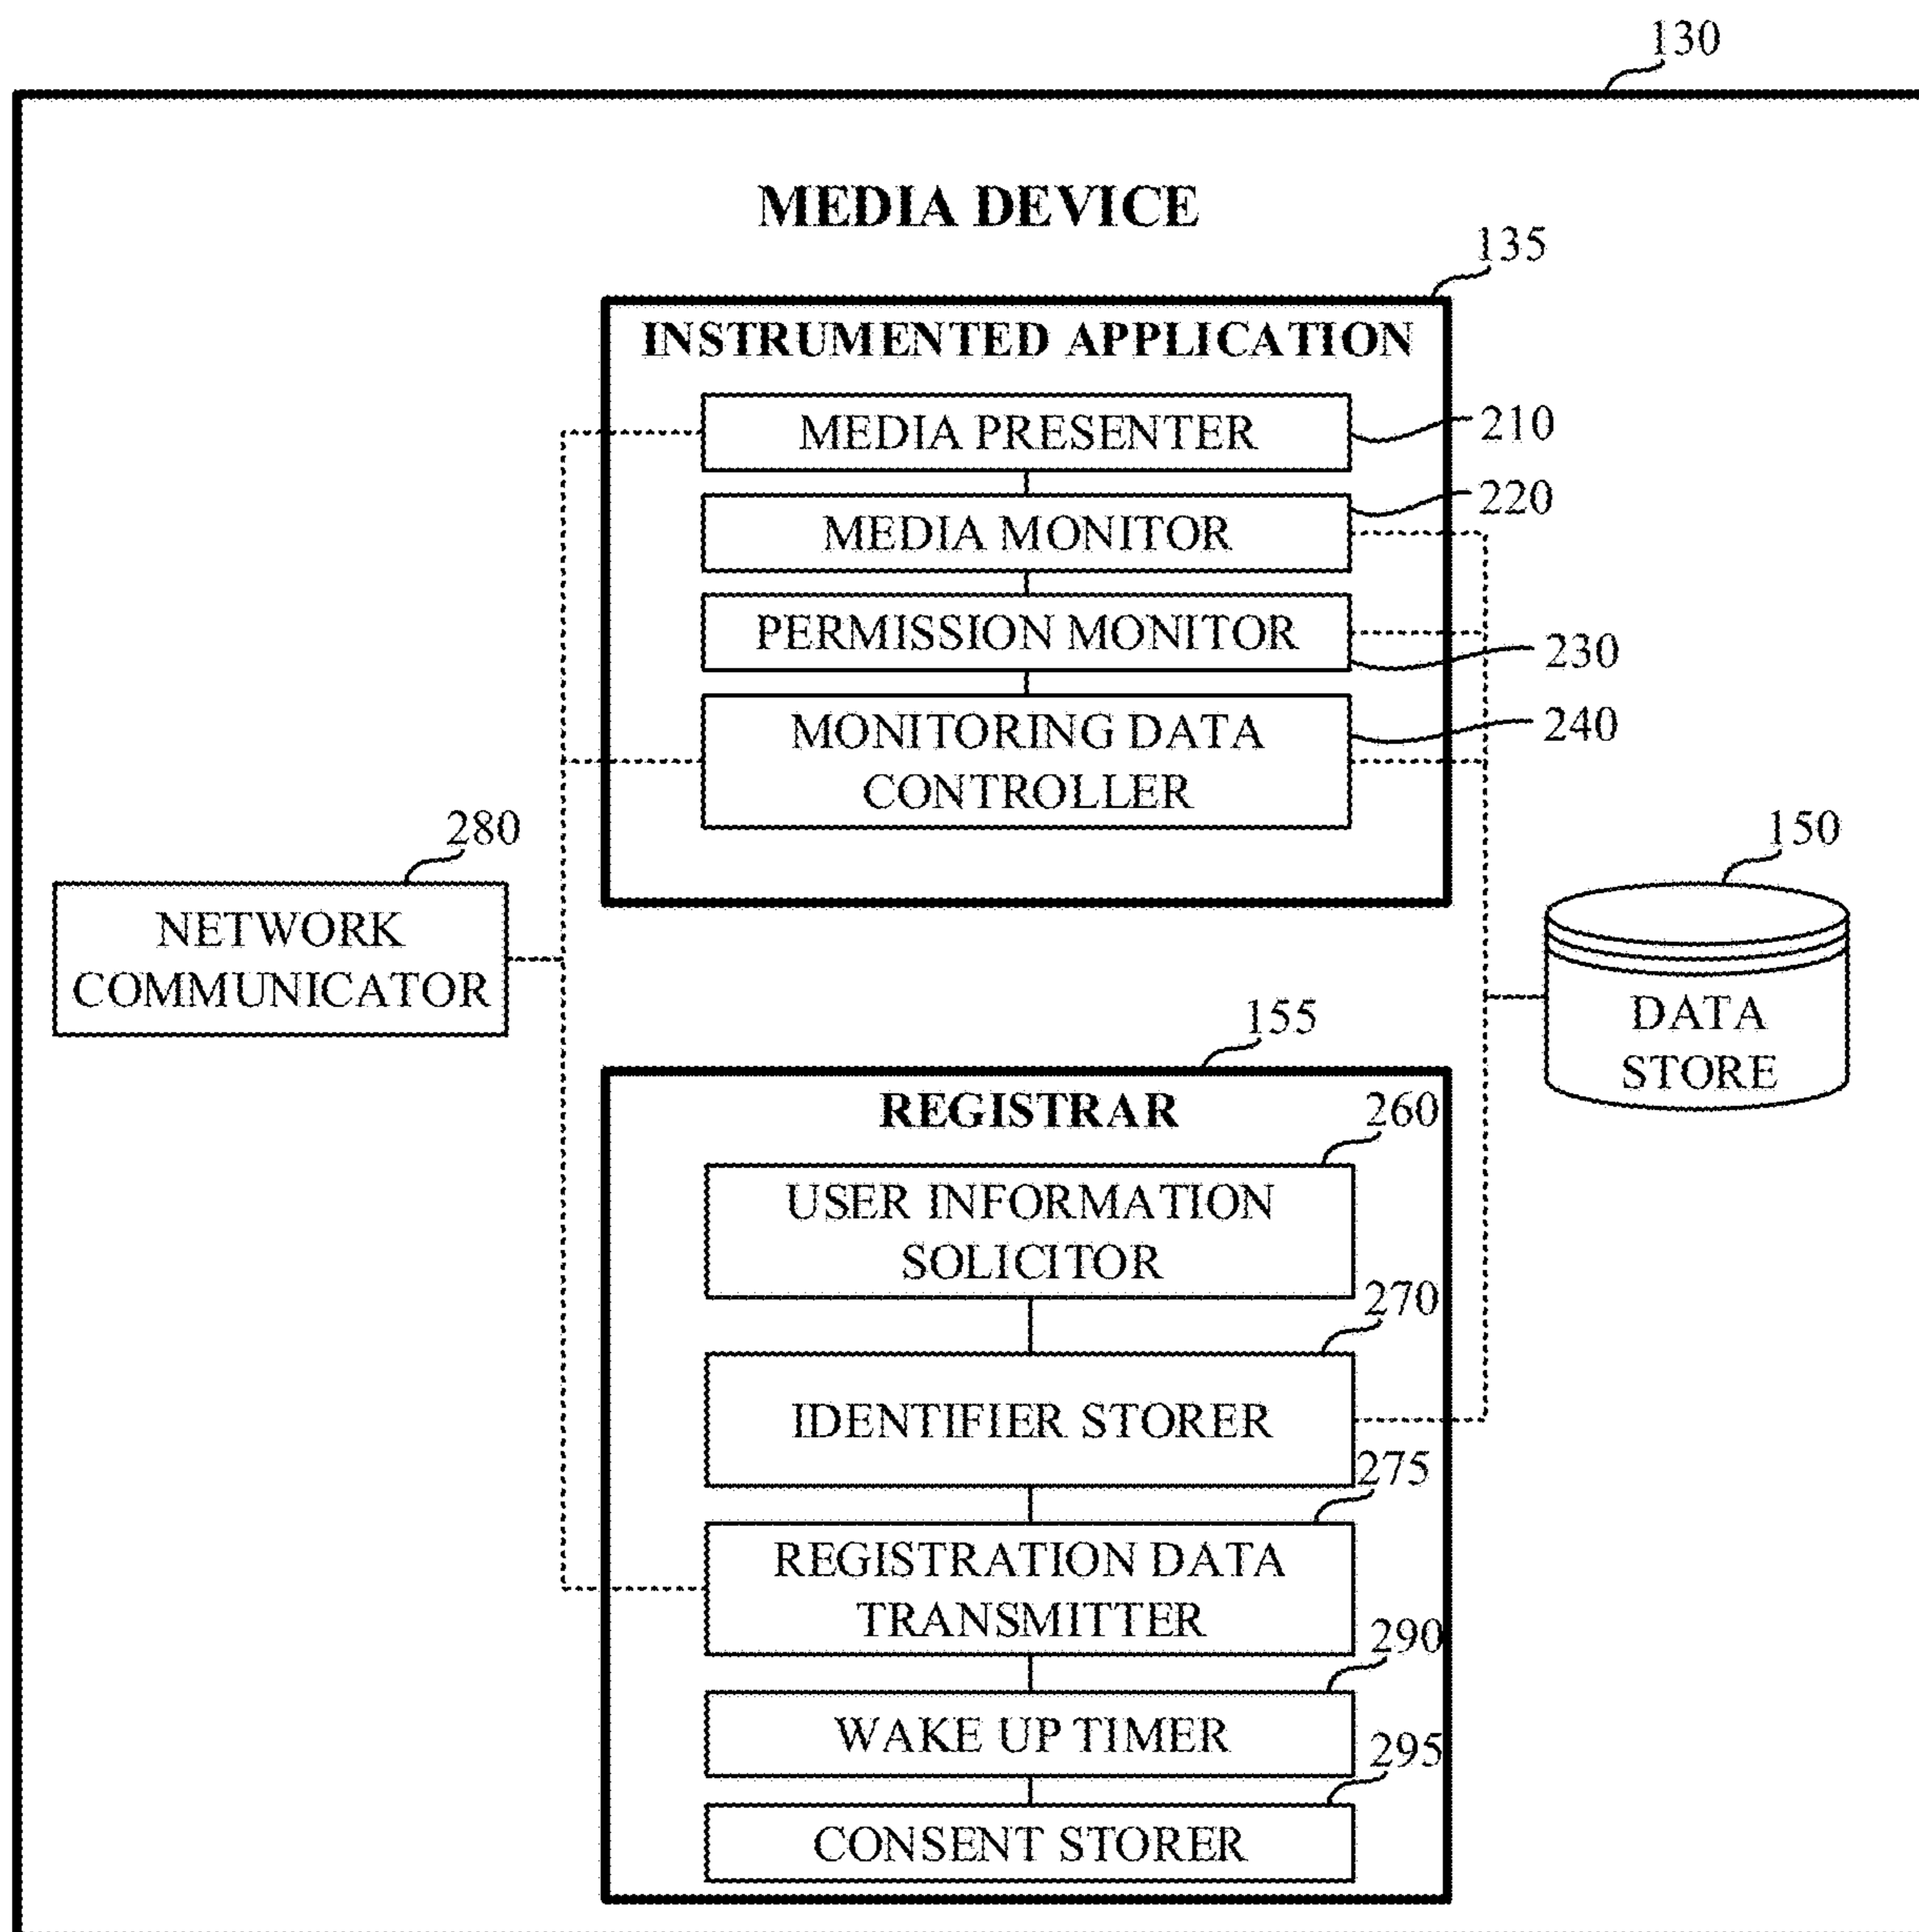 130
MEDIA DEVICE
135
INSTRUMENTED APPLICATION
MEDIA PRESENTER
210
220
MEDIA MONITOR
PERMISSION MONITOR
230
MONITORING DATA
CONTROLLER
240
280
NETWORK
COMMUNICATOR
150
DATA
STORE
155
REGISTRAR
260
USER INFORMATION
SOLICITOR
270
IDENTIFIER STORER
275
REGISTRATION DATA
TRANSMITTER
290
WAKE UP TIMER
295
CONSENT STORER